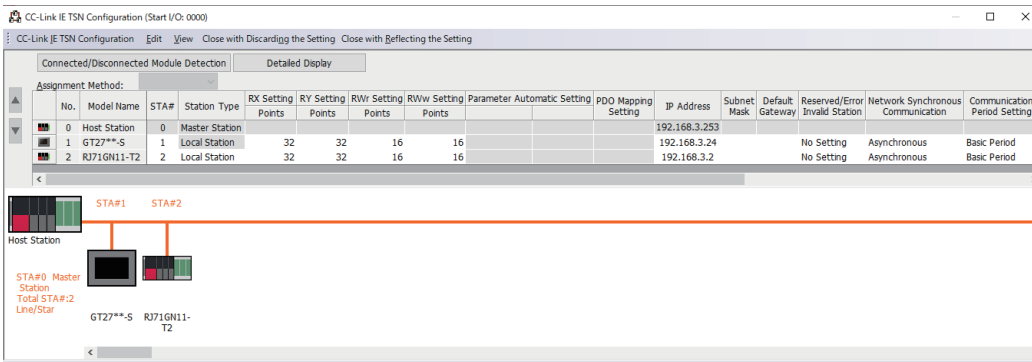 CC-Link IE TSN Configuration (Start I/O: 0000)
CC-Link IE TSN Configuration Edit View Close with Discarding the Setting Close with Reflecting the Setting
Connected/Disconnected Module Detection Detailed Display
Assignment Method:
No. Model Name STA# Station Type RX Setting RY Setting RWr Setting RWw Setting Parameter Automatic Setting PDO Mapping Setting IP Address Subnet Mask Default Gateway Reserved/Error Invalid Station Network Synchronous Communication Communication Period Setting
Points Points Points Points
0 Host Station 0 Master Station 192.168.3.253
1 GT27**-S 1 Local Station 32 32 16 16 192.168.3.24 No Setting Asynchronous Basic Period
2 RJ71GN11-T2 2 Local Station 32 32 16 16 192.168.3.2 No Setting Asynchronous Basic Period
STA#1 STA#2
Host Station
STA#0 Master
Station
Total STA#:2
Line/Star
GT27**-S RJ71GN11-
T2